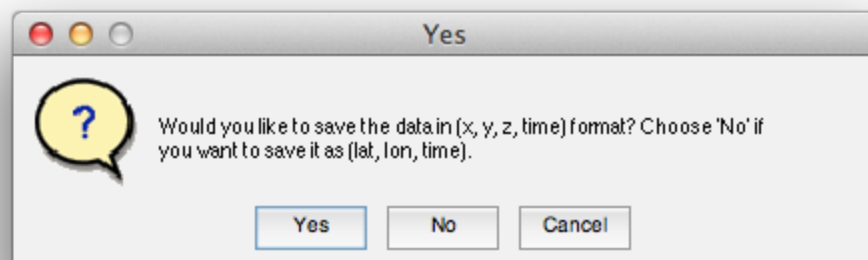 Yes
?
Would you like to save the data in (x, y, z, time) format? Choose 'No' if
you want to save it as (lat, lon, time).
Yes No Cancel